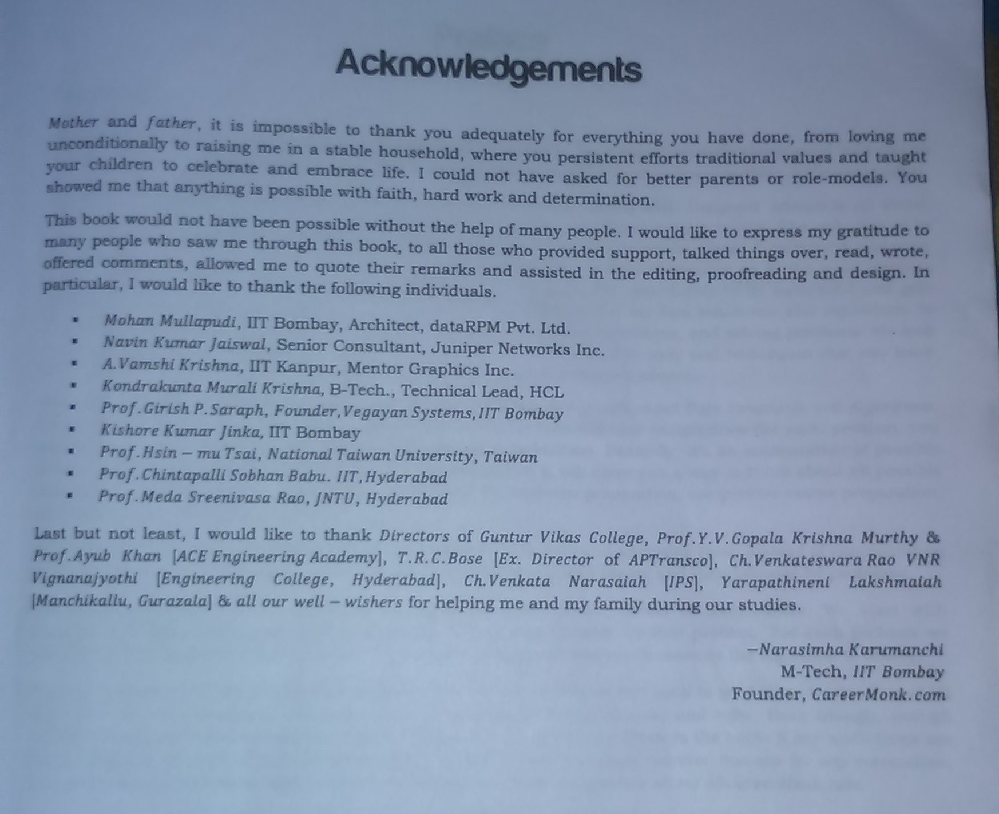 Acknowledgements
Mother and father, it is impossible to thank you adequately for everything you have done, from loving me
unconditionally to raising me in a stable household, where you persistent efforts traditional values and taught
your children to celebrate and embrace life. I could not have asked for better parents or role-models. You
showed me that anything is possible with faith, hard work and determination.
This book would not have been possible without the help of many people. I would like to express my gratitude to
many people who saw me through this book, to all those who provided support, talked things over, read, wrote,
offered comments, allowed me to quote their remarks and assisted in the editing, proofreading and design. In
particular, I would like to thank the following individuals.
▪ Mohan Mullapudi, IIT Bombay, Architect, dataRPM Pvt. Ltd.
▪ Navin Kumar Jaiswal, Senior Consultant, Juniper Networks Inc.
▪ A.Vamshi Krishna, IIT Kanpur, Mentor Graphics Inc.
▪ Kondrakunta Murali Krishna, B-Tech., Technical Lead, HCL
▪ Prof.Girish P.Saraph, Founder,Vegayan Systems,IIT Bombay
▪ Kishore Kumar Jinka, IIT Bombay
▪ Prof.Hsin – mu Tsai, National Taiwan University, Taiwan
▪ Prof.Chintapalli Sobhan Babu. IIT,Hyderabad
▪ Prof.Meda Sreenivasa Rao, JNTU, Hyderabad
Last but not least, I would like to thank Directors of Guntur Vikas College, Prof.Y.V.Gopala Krishna Murthy &
Prof.Ayub Khan [ACE Engineering Academy], T.R.C.Bose [Ex. Director of APTransco], Ch.Venkateswara Rao VNR
Vignanajyothi [Engineering College, Hyderabad], Ch.Venkata Narasaiah [IPS], Yarapathineni Lakshmaiah
[Manchikallu, Gurazala] & all our well – wishers for helping me and my family during our studies.
–Narasimha Karumanchi
M-Tech, IIT Bombay
Founder, CareerMonk.com